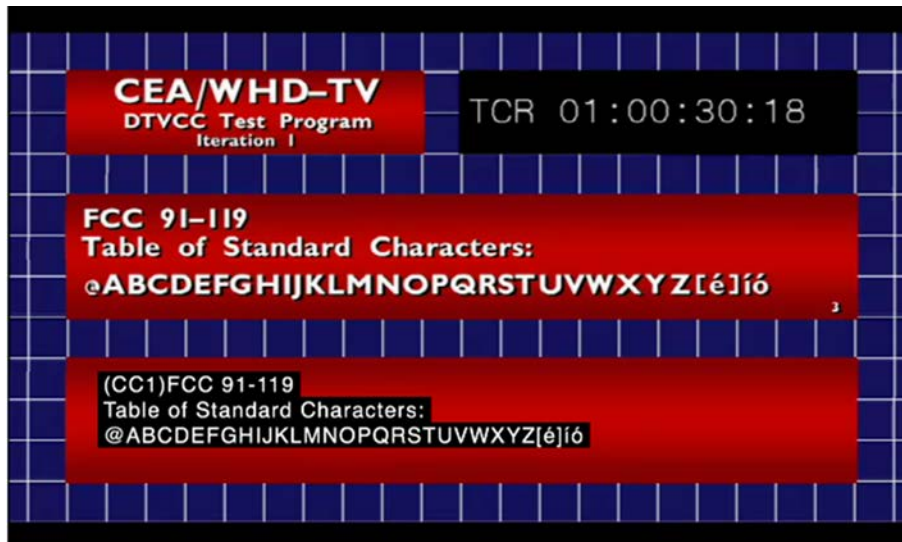 CEA/WHD–TV
DTVCC Test Program
Iteration 1
TCR 01:00:30:18
FCC 91–119
Table of Standard Characters:
@ABCDEFGHIJKLMNOPQRSTUVWXYZ[é]íó
3
(CC1)FCC 91-119
Table of Standard Characters:
@ABCDEFGHIJKLMNOPQRSTUVWXYZ[é]íó